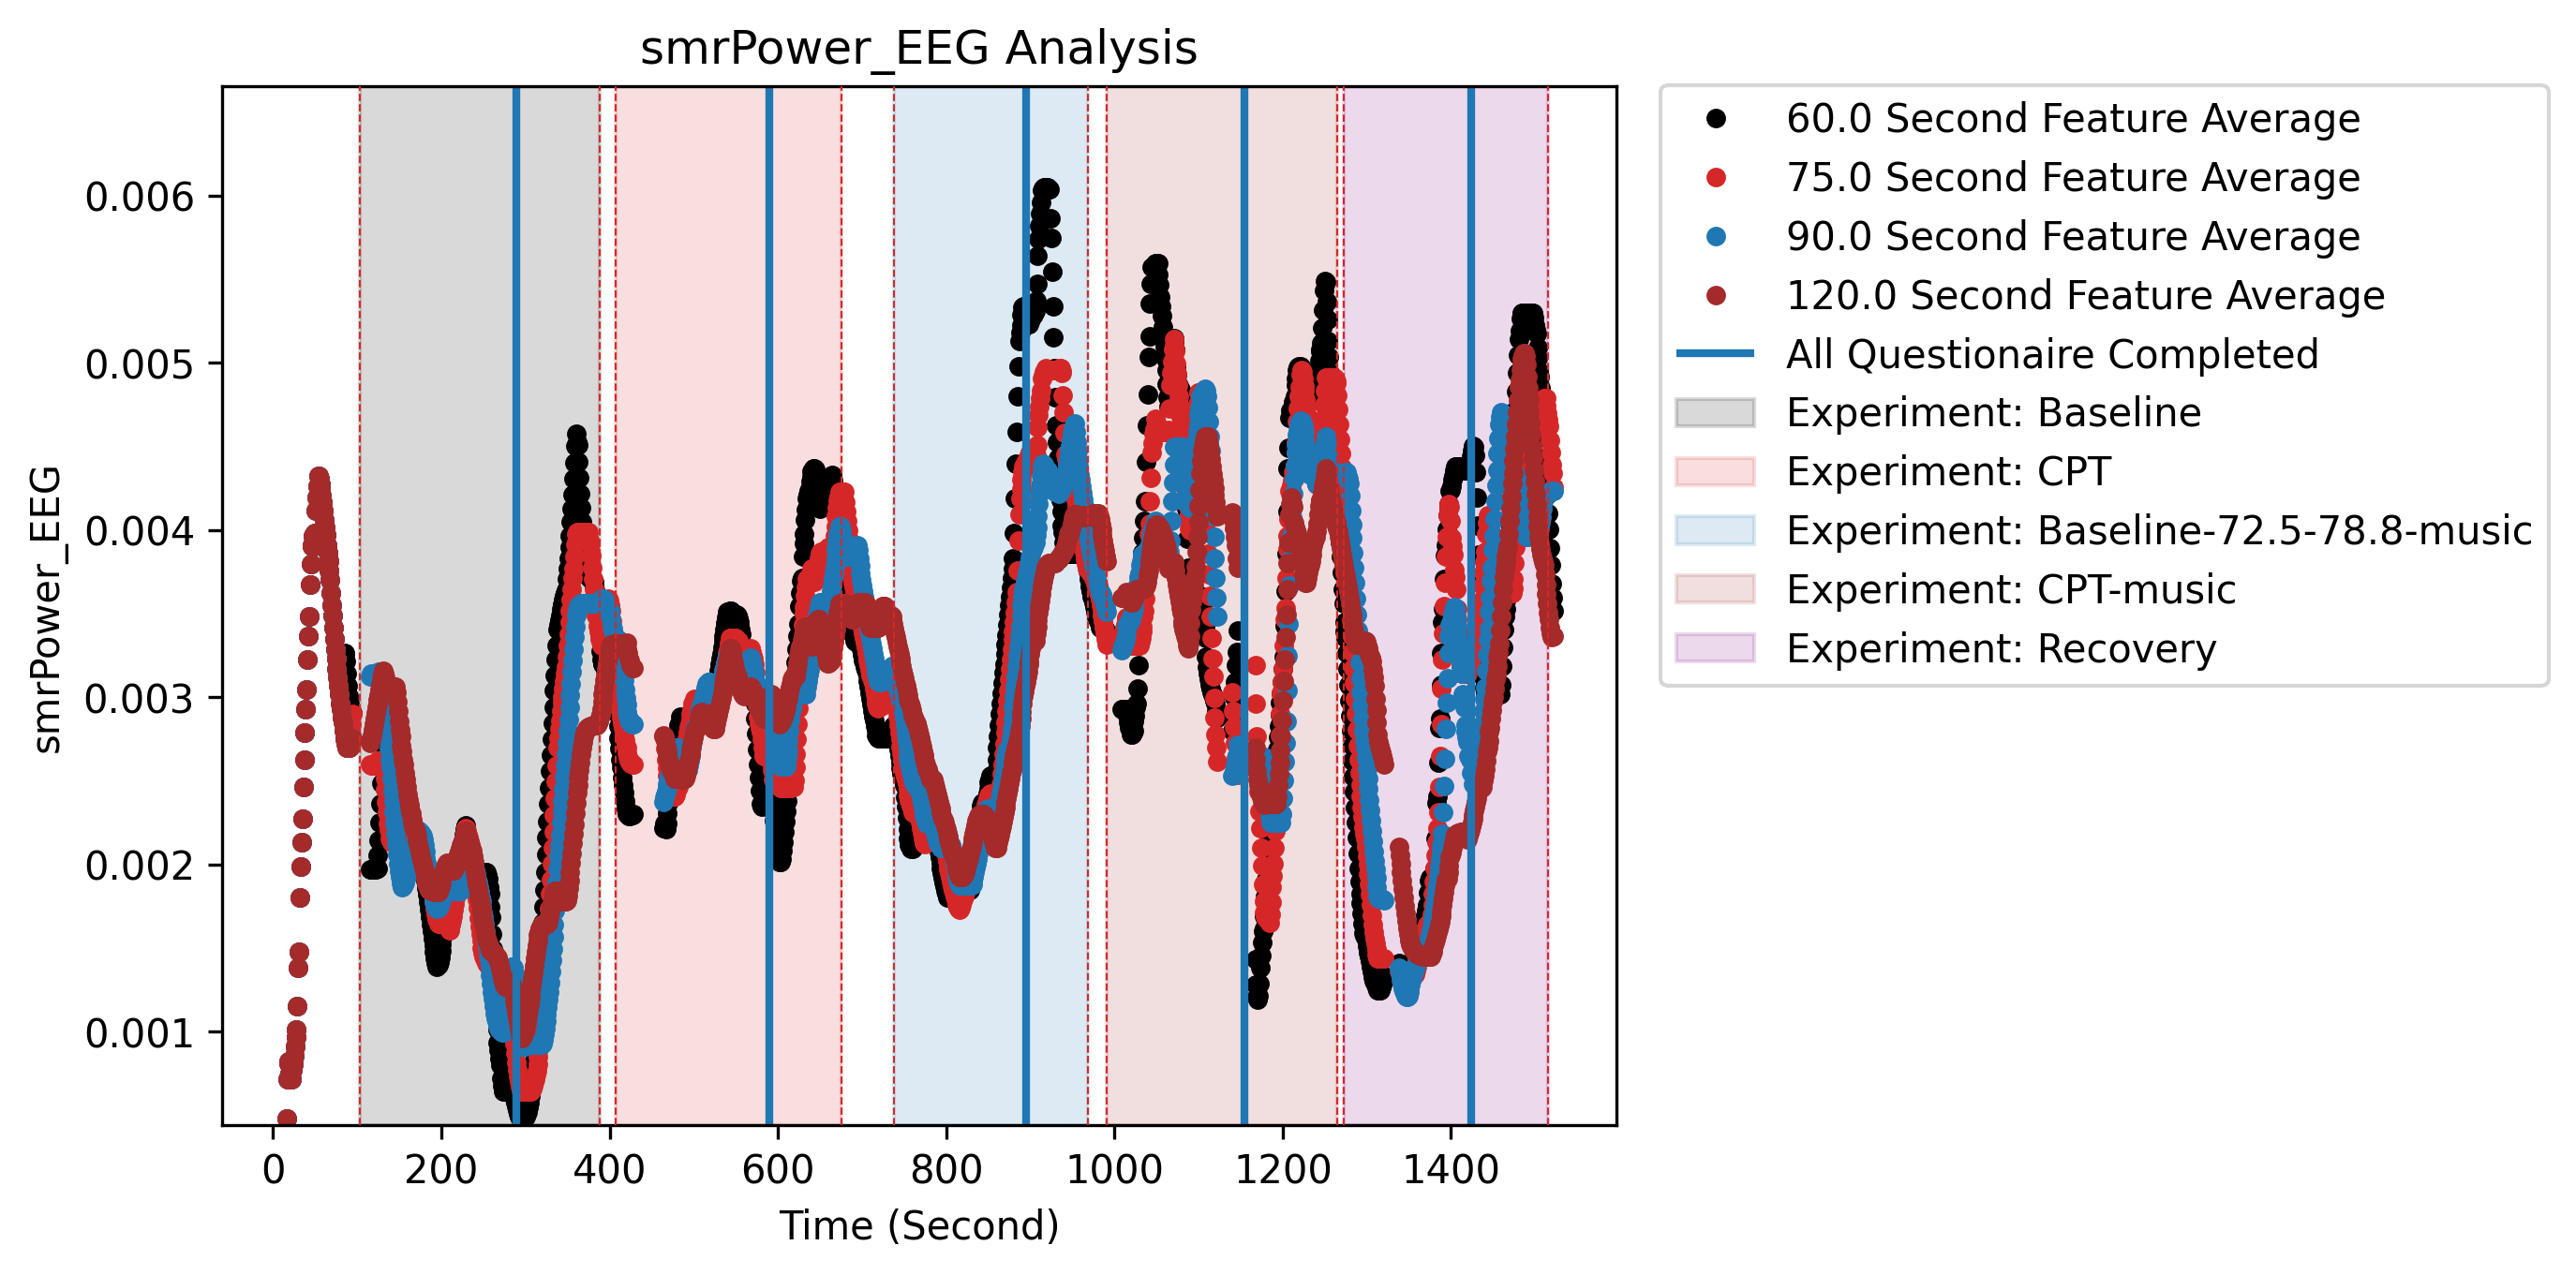 smrPower_EEG Analysis
smrPower_EEG
0.006
0.005
0.004
0.003
0.002
0.001
0
200
400
600
800
1000
1200
1400
Time (Second)
60.0 Second Feature Average
75.0 Second Feature Average
90.0 Second Feature Average
120.0 Second Feature Average
All Questionaire Completed
Experiment: Baseline
Experiment: CPT
Experiment: Baseline-72.5-78.8-music
Experiment: CPT-music
Experiment: Recovery